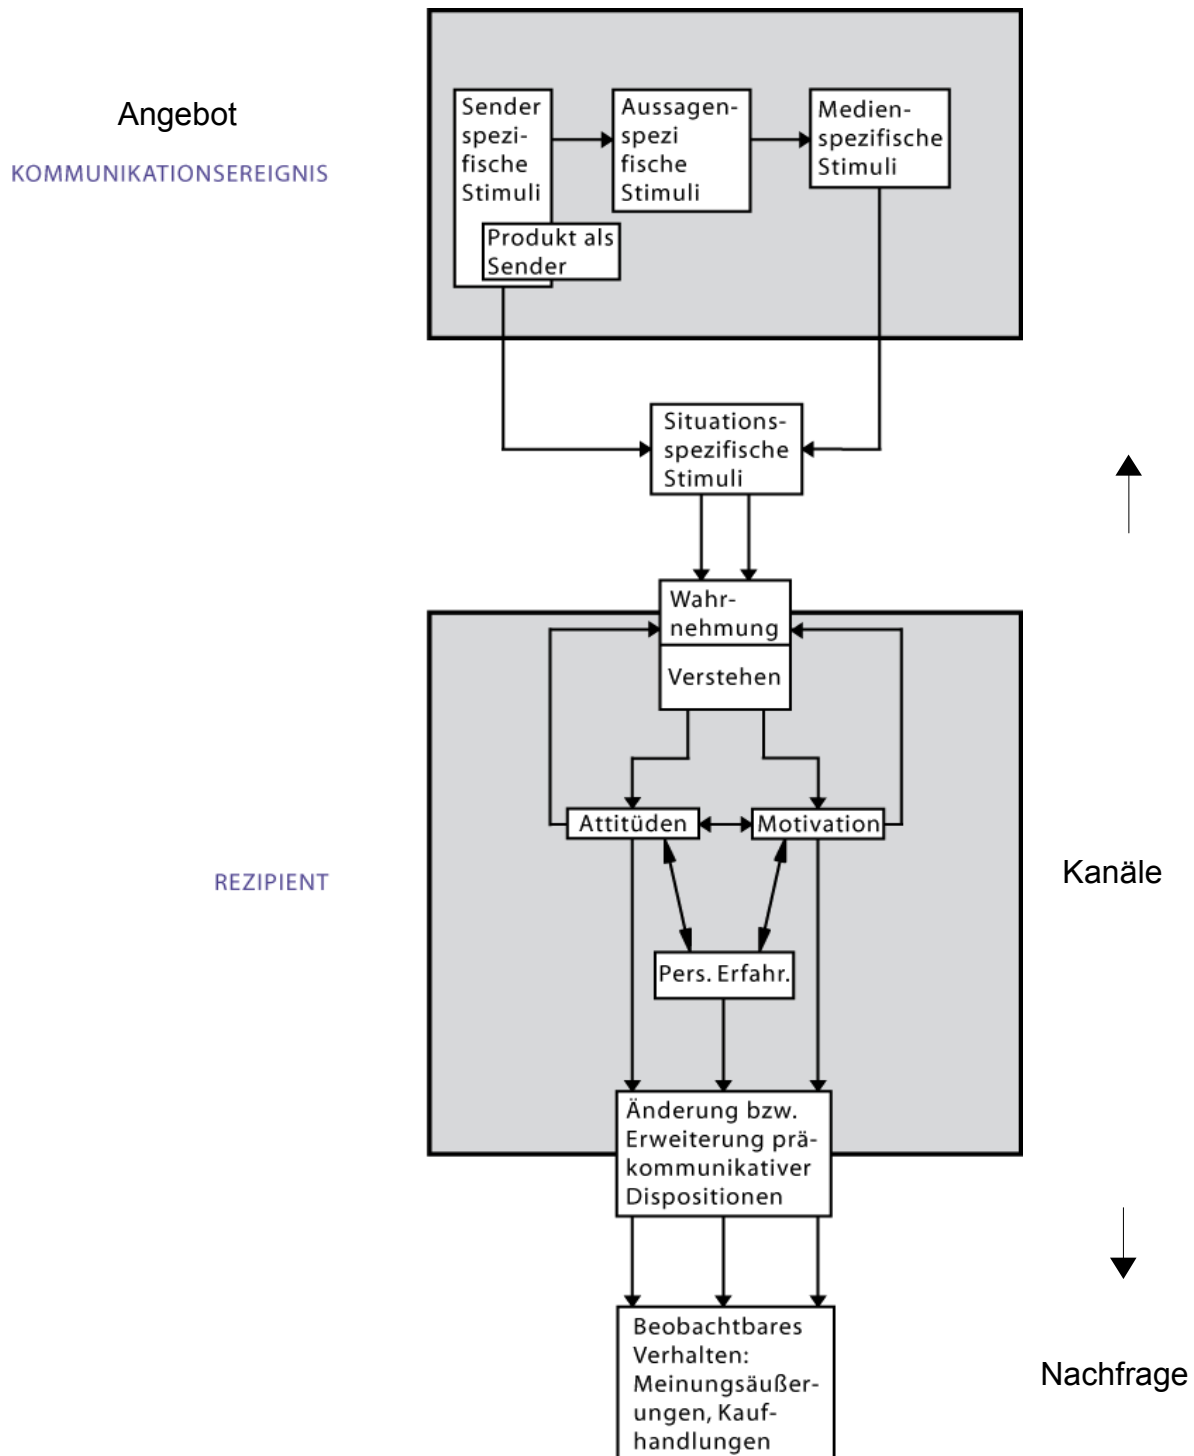 Angebot
KOMMUNIKATIONSEREIGNIS
Sender
spezi-
fische
Stimuli
Produkt als
Sender
Aussagen-
spezi
fische
Stimuli
Medien-
spezifische
Stimuli
Situations-
spezifische
Stimuli
Wahr-
nehmung
Verstehen
Attitüden
Motivation
REZIPIENT
Kanäle
Pers. Erfahr.
Änderung bzw.
Erweiterung prä-
kommunikativer
Dispositionen
Beobachtbares
Verhalten:
Meinungsäußer-
ungen, Kauf-
handlungen
Nachfrage